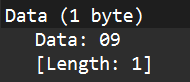 Data (1 byte)
Data: 09
[Length: 1]